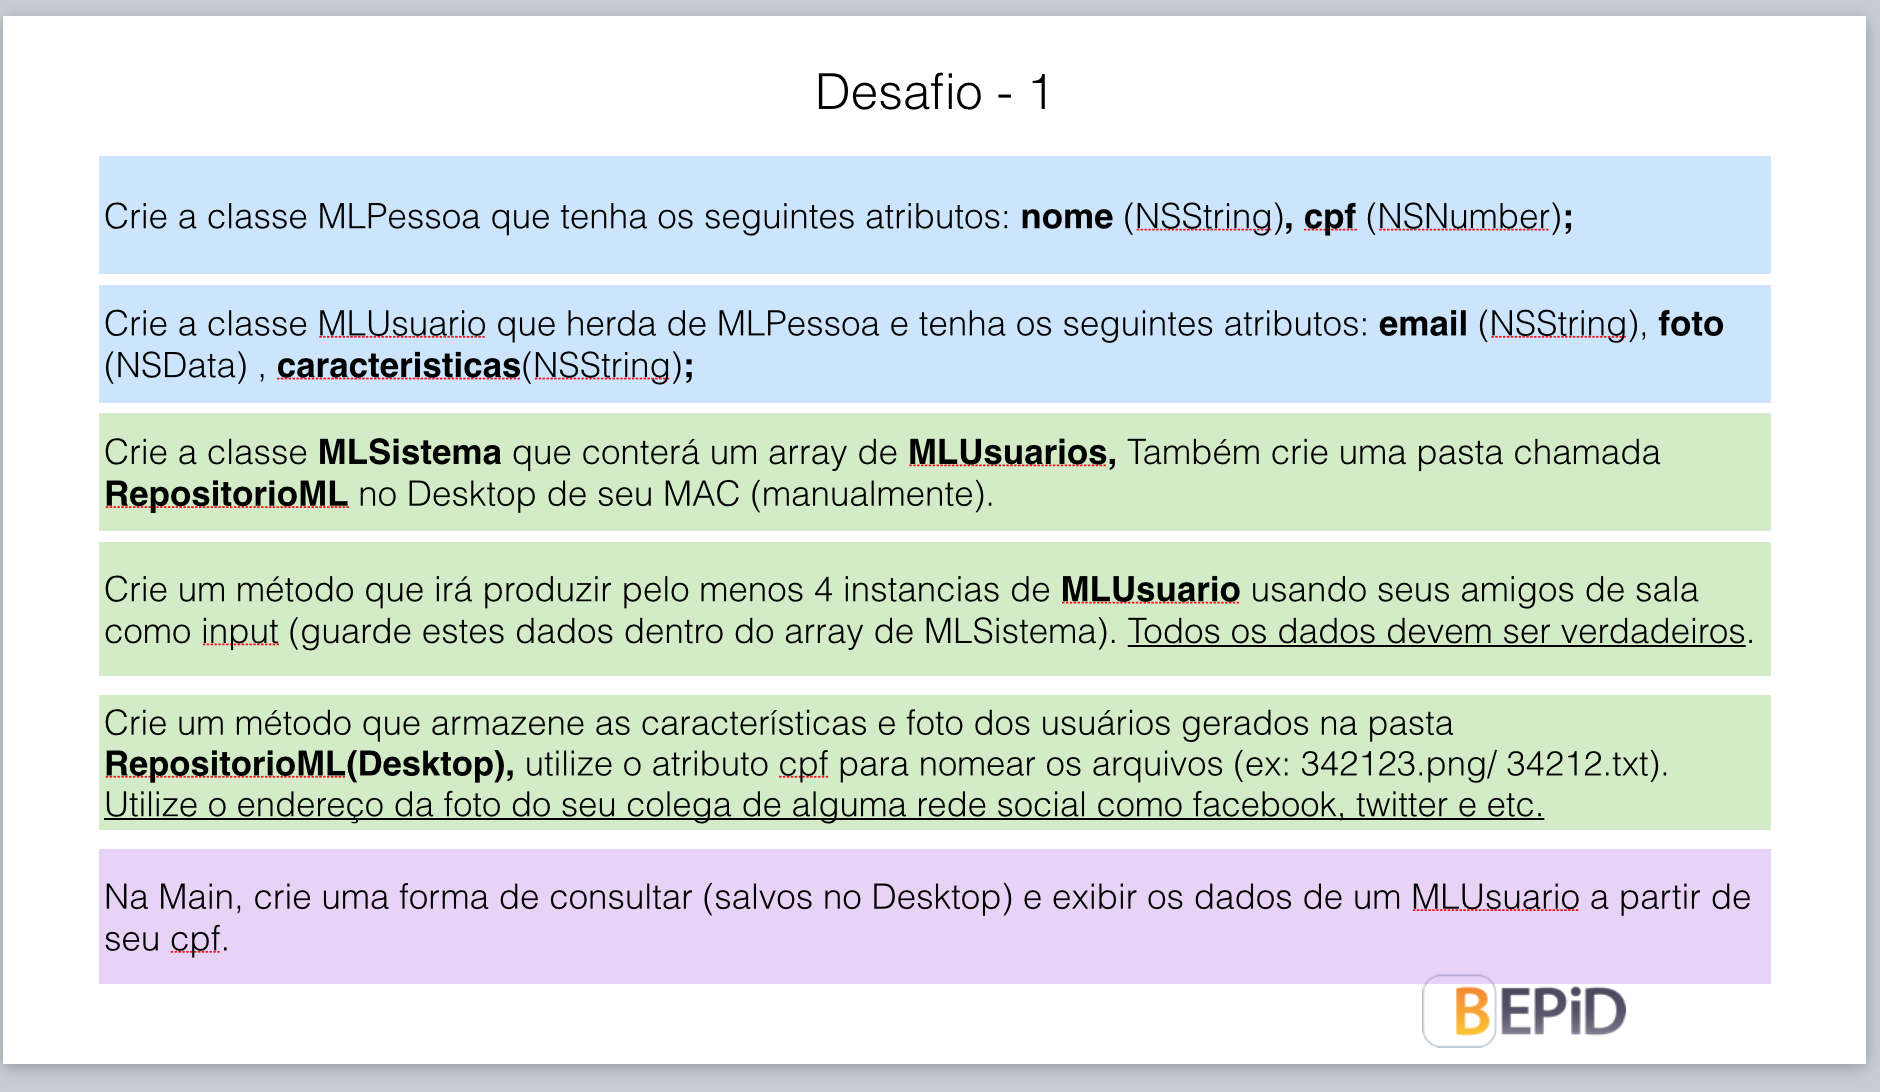 Desafio - 1
Crie a classe MLPessoa que tenha os seguintes atributos: nome (NSString), cpf (NSNumber);
Crie a classe MLUsuario que herda de MLPessoa e tenha os seguintes atributos: email (NSString), foto
(NSData) , caracteristicas(NSString);
Crie a classe MLSistema que conterá um array de MLUsuarios, Também crie uma pasta chamada
RepositorioML no Desktop de seu MAC (manualmente).
Crie um método que irá produzir pelo menos 4 instancias de MLUsuario usando seus amigos de sala
como input (guarde estes dados dentro do array de MLSistema). Todos os dados devem ser verdadeiros.
Crie um método que armazene as características e foto dos usuários gerados na pasta
RepositorioML(Desktop), utilize o atributo cpf para nomear os arquivos (ex: 342123.png/ 34212.txt).
Utilize o endereço da foto do seu colega de alguma rede social como facebook, twitter e etc.
Na Main, crie uma forma de consultar (salvos no Desktop) e exibir os dados de um MLUsuario a partir de
seu cpf.
BEPiD